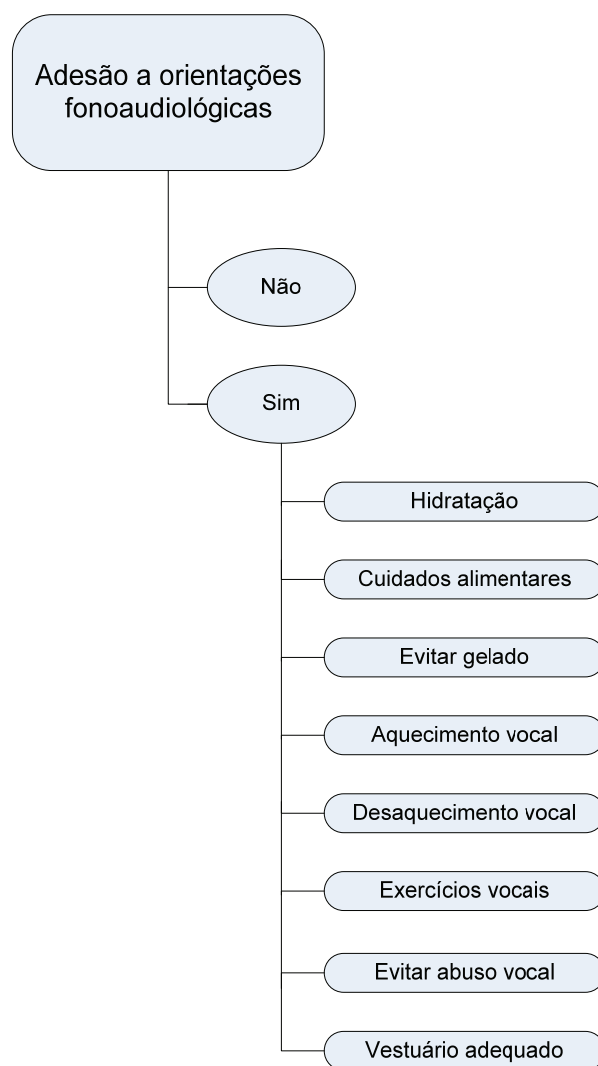 Adesão a orientações
fonoaudiológicas
Não
Sim
Hidratação
Cuidados alimentares
Evitar gelado
Aquecimento vocal
Desaquecimento vocal
Exercícios vocais
Evitar abuso vocal
Vestuário adequado